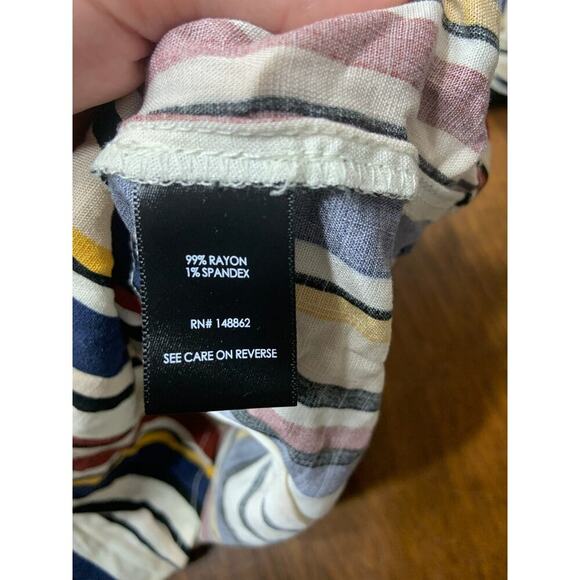 99% RAYON
1% SPANDEX
RN# 148862
SEE CARE ON REVERSE